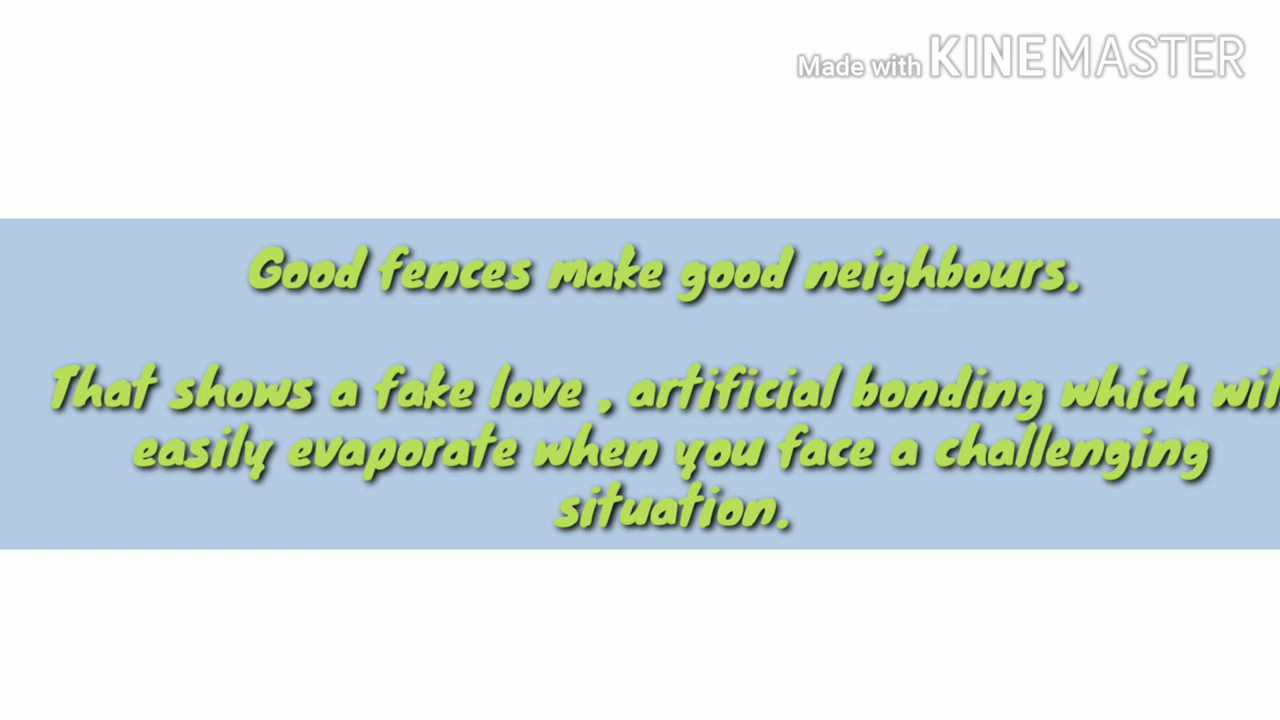 Made with KINEMASTER
Good fences make good neighbours.
That shows a fake love , artificial bonding which will
easily evaporate when you face a challenging
situation.